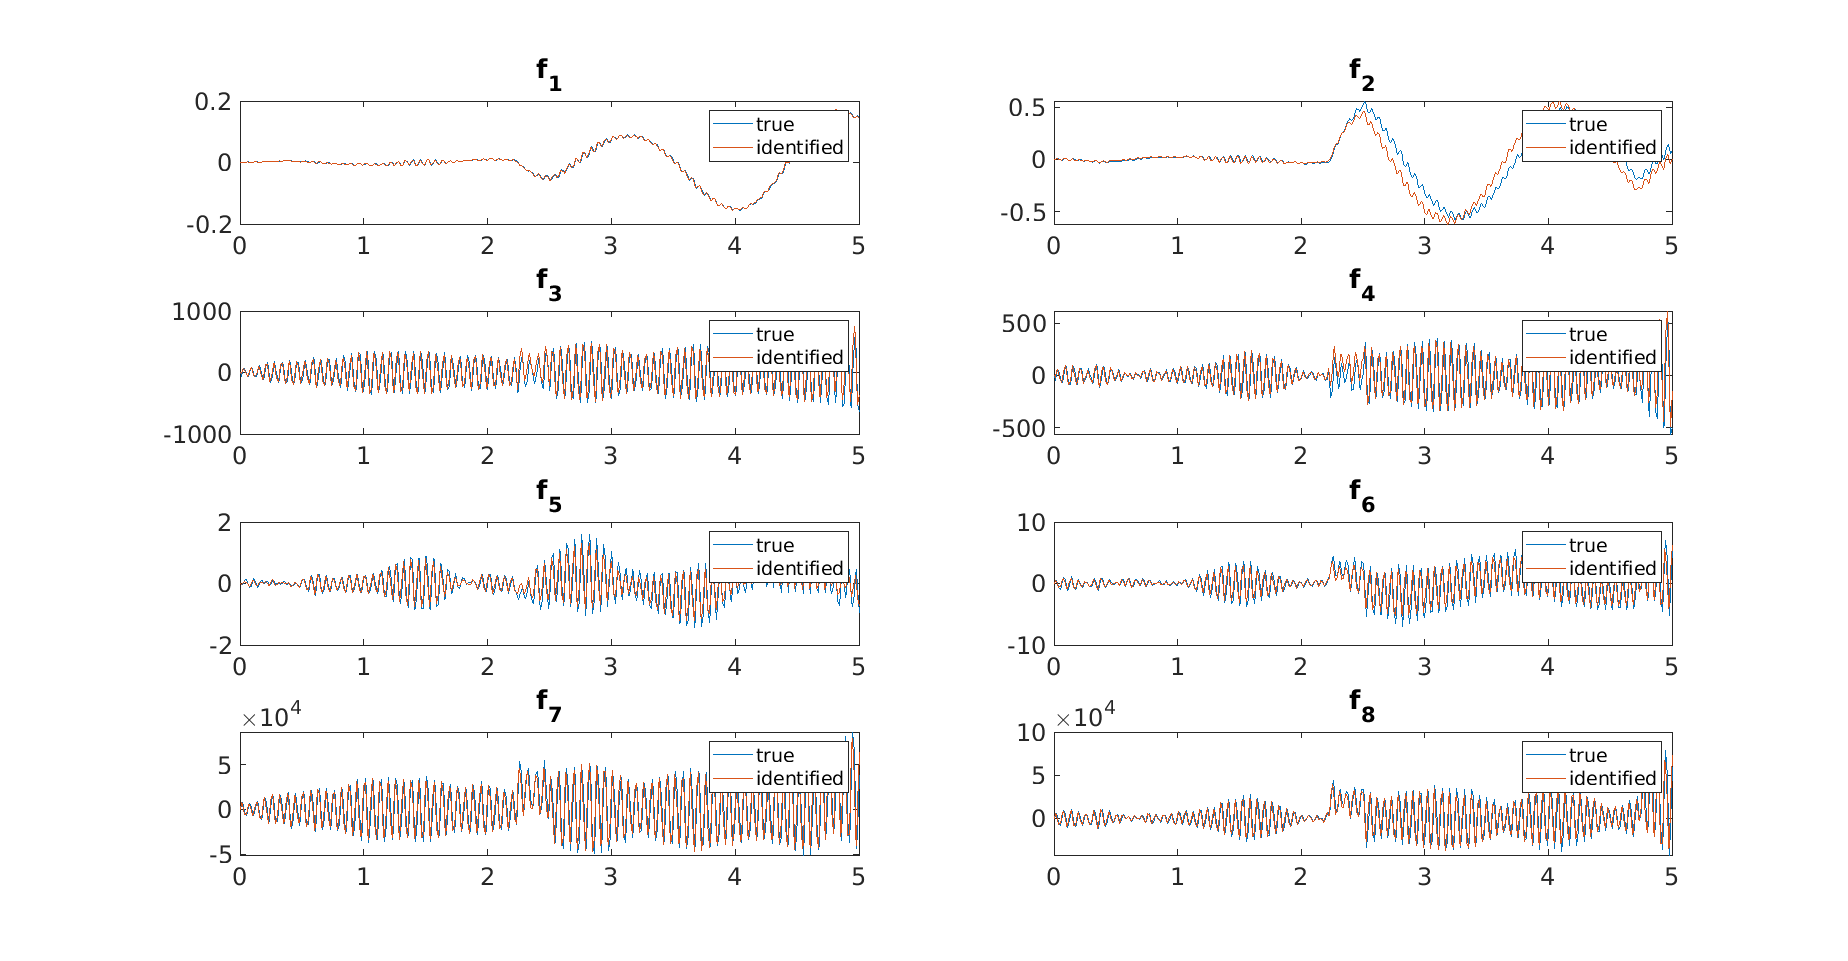 f1
0.2
0
-0.2
0 1 2 3 4 5
true
identified
f2
0.5
0
-0.5
0 1 2 3 4 5
true
identified
f3
1000
0
-1000
0 1 2 3 4 5
true
identified
f4
500
0
-500
0 1 2 3 4 5
true
identified
f5
2
0
-2
0 1 2 3 4 5
true
identified
f6
10
0
-10
0 1 2 3 4 5
true
identified
f7
×10^4
5
0
-5
0 1 2 3 4 5
true
identified
f8
×10^4
10
5
0
0 1 2 3 4 5
true
identified